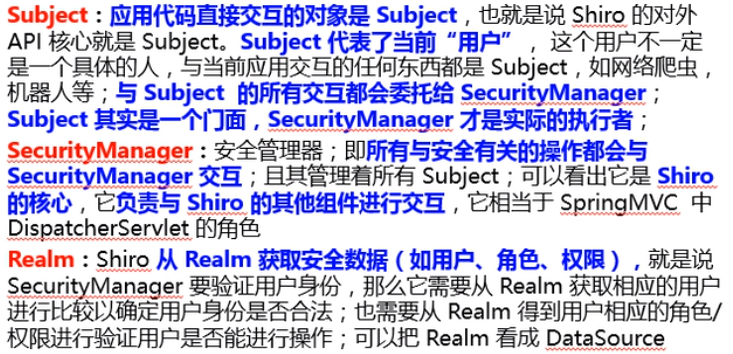 Subject：应用代码直接交互的对象是 Subject，也就是说 Shiro 的对外
API 核心就是 Subject。Subject 代表了当前“用户”， 这个用户不一定
是一个具体的人，与当前应用交互的任何东西都是 Subject，如网络爬虫，
机器人等；与 Subject 的所有交互都会委托给 SecurityManager；
Subject 其实是一个门面，SecurityManager 才是实际的执行者；
SecurityManager：安全管理器；即所有与安全有关的操作都会与
SecurityManager 交互；且其管理着所有 Subject；可以看出它是 Shiro
的核心，它负责与 Shiro 的其他组件进行交互，它相当于 SpringMVC 中
DispatcherServlet 的角色
Realm：Shiro 从 Realm 获取安全数据（如用户、角色、权限），就是说
SecurityManager 要验证用户身份，那么它需要从 Realm 获取相应的用户
进行比较以确定用户身份是否合法；也需要从 Realm 得到用户相应的角色/
权限进行验证用户是否能进行操作；可以把 Realm 看成 DataSource